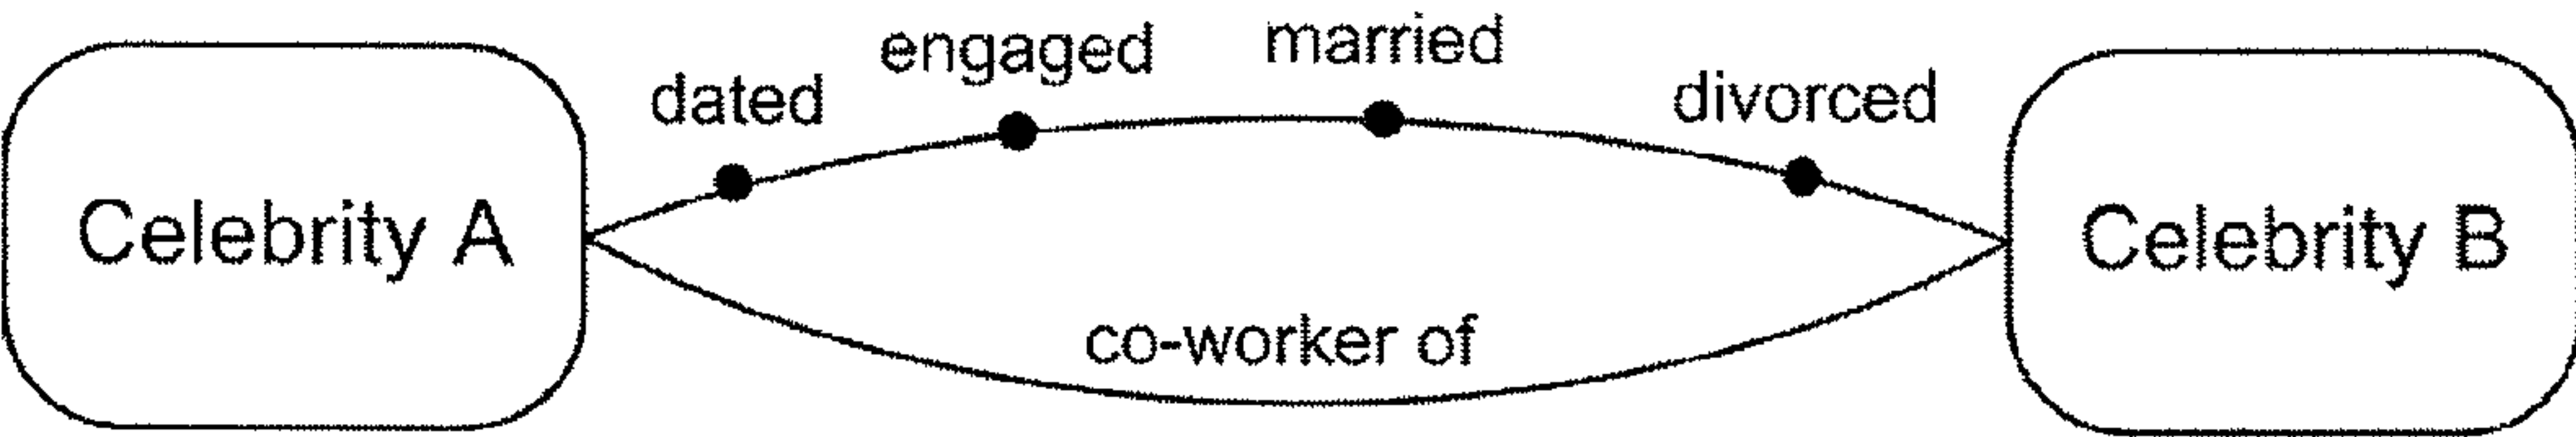 dated
engaged
married
divorced
Celebrity A
Celebrity B
co-worker of